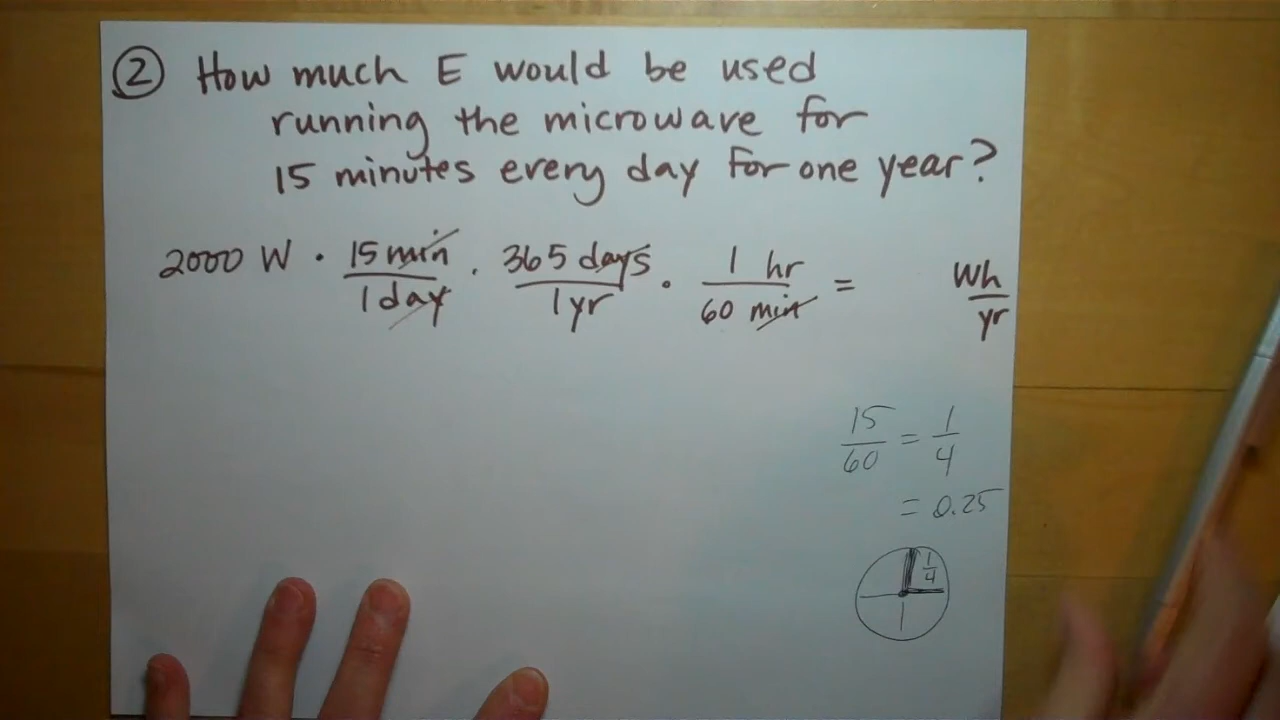 ② How much E would be used
running the microwave for
15 minutes every day for one year?
2000 W · 15 min/1 day · 365 days/1 yr · 1 hr/60 min = Wh/yr
15/60 = 1/4
= 0.25
1/4